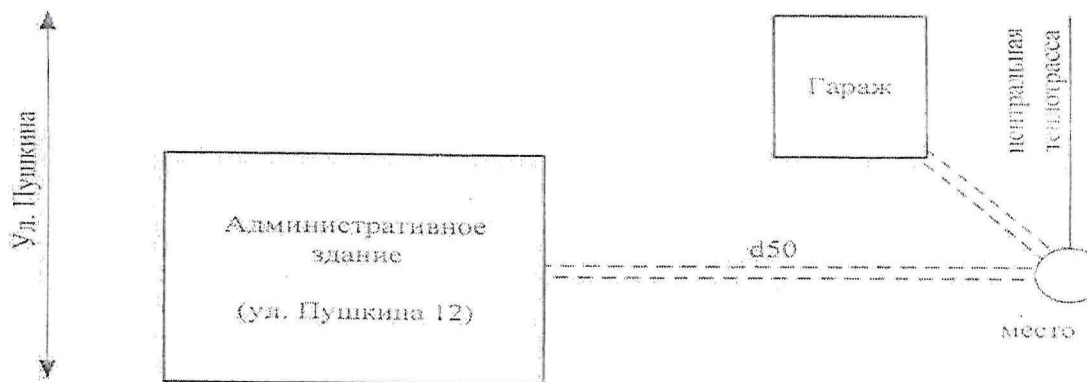 Ул. Пушкина
Гараж
центральная
теплотрасса
Административное
здание
(ул. Пушкина 12)
d50
место